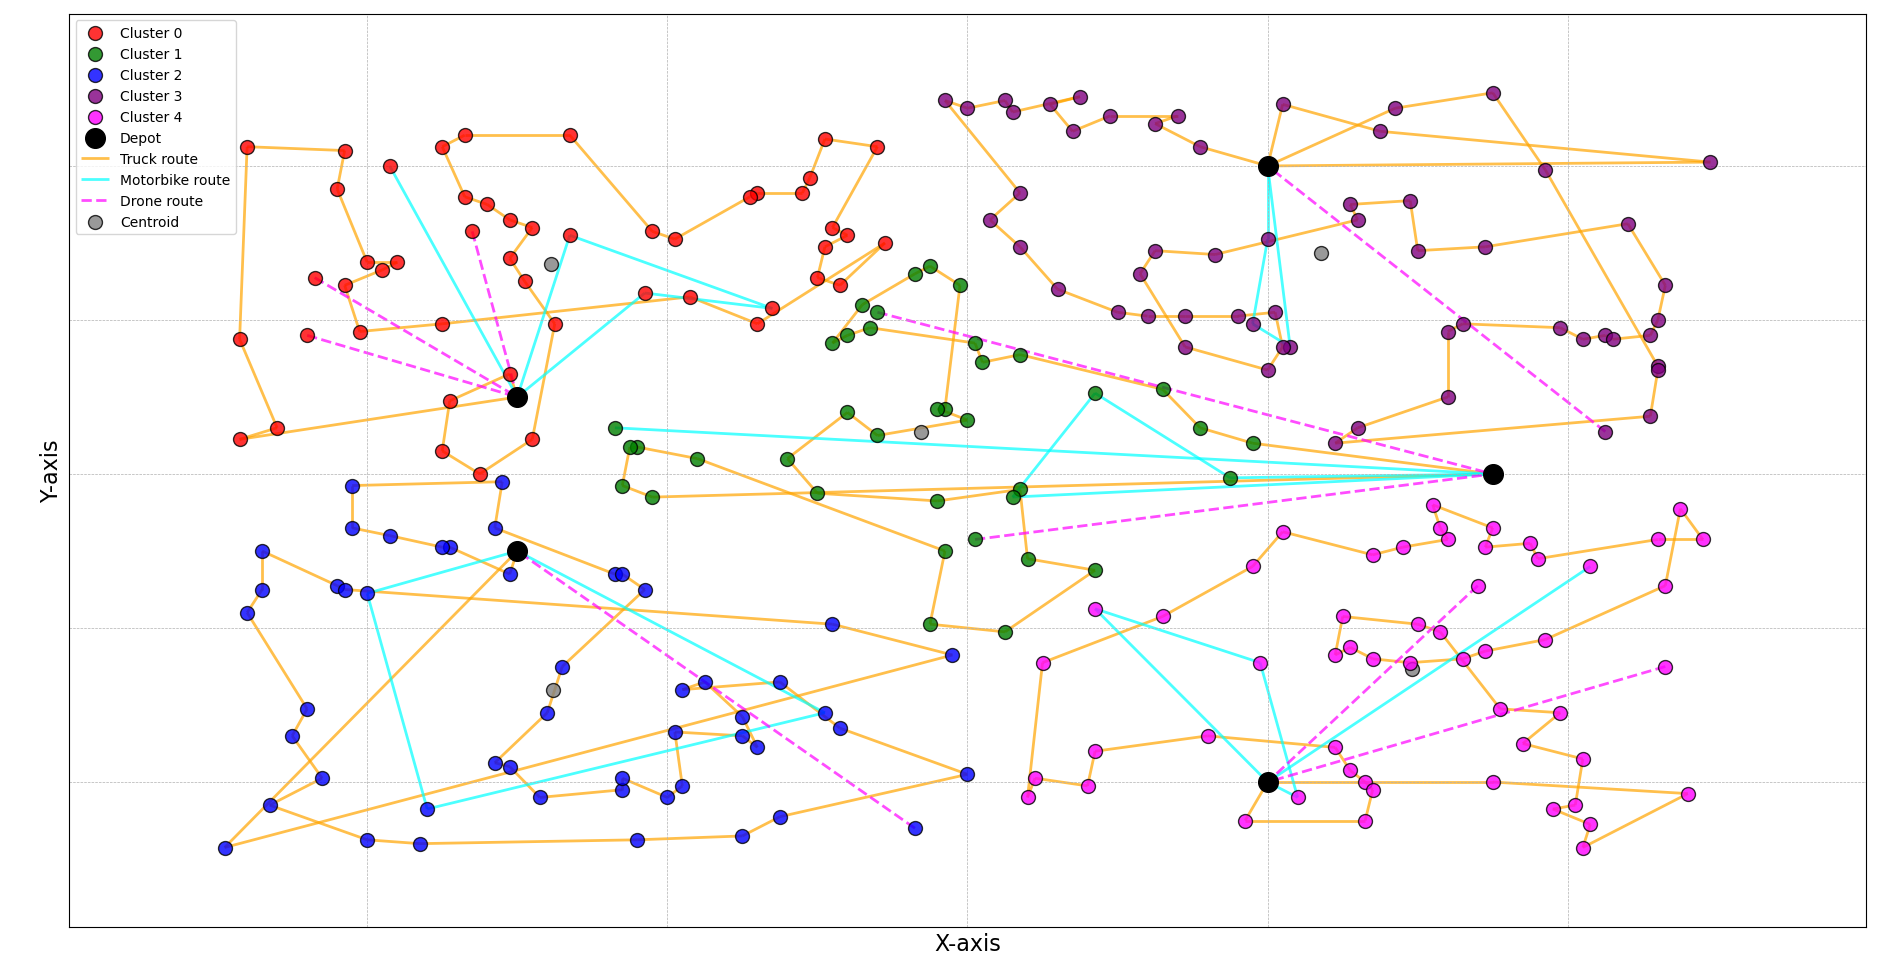 Cluster 0
Cluster 1
Cluster 2
Cluster 3
Cluster 4
Depot
Truck route
Motorbike route
Drone route
Centroid
Y-axis
X-axis